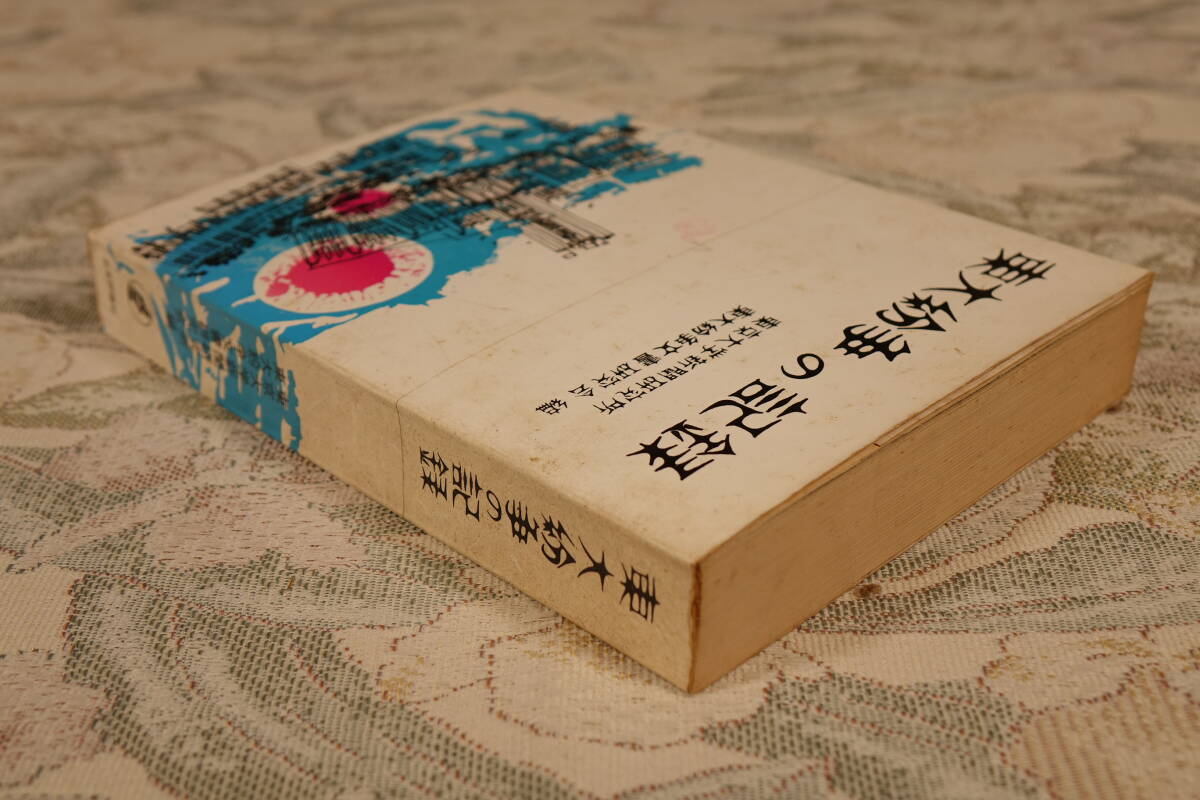 東大紛争の記録
東京大学新聞研究所
東大紛争文書研究会 編
東大紛争の記録